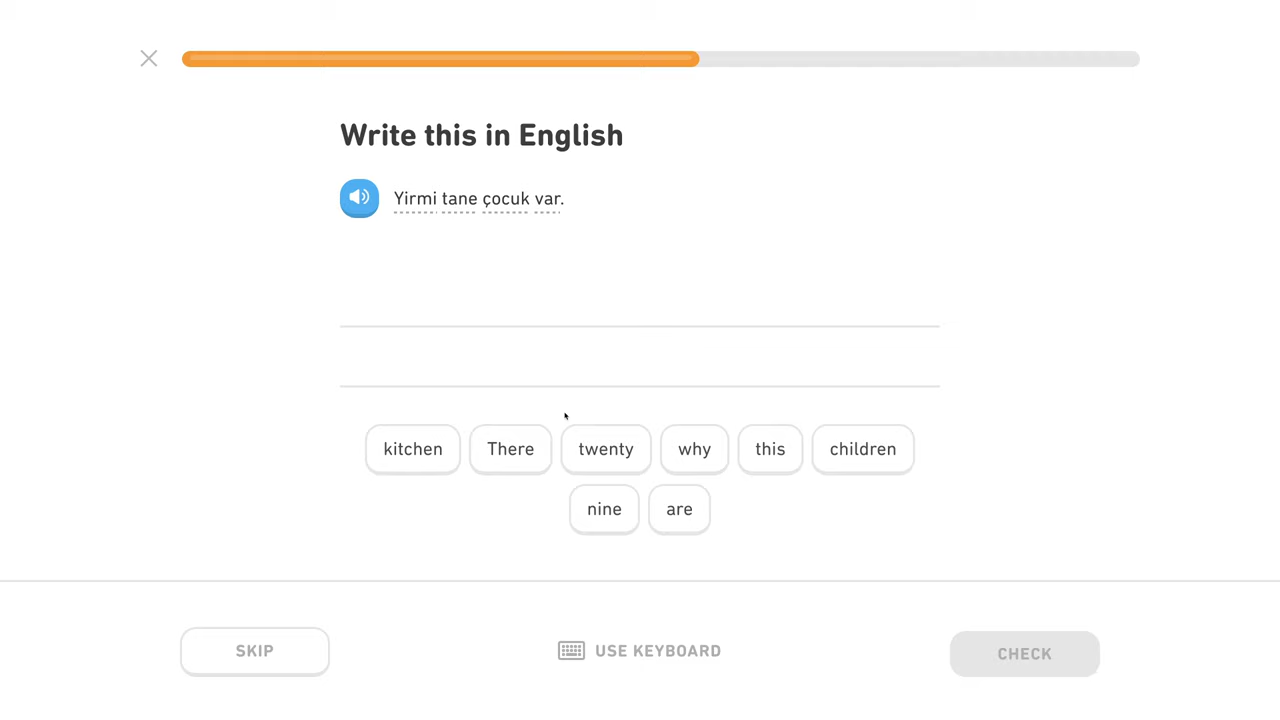 Write this in English
Yirmi tane çocuk var.
kitchen There twenty why this children
nine are
SKIP USE KEYBOARD CHECK